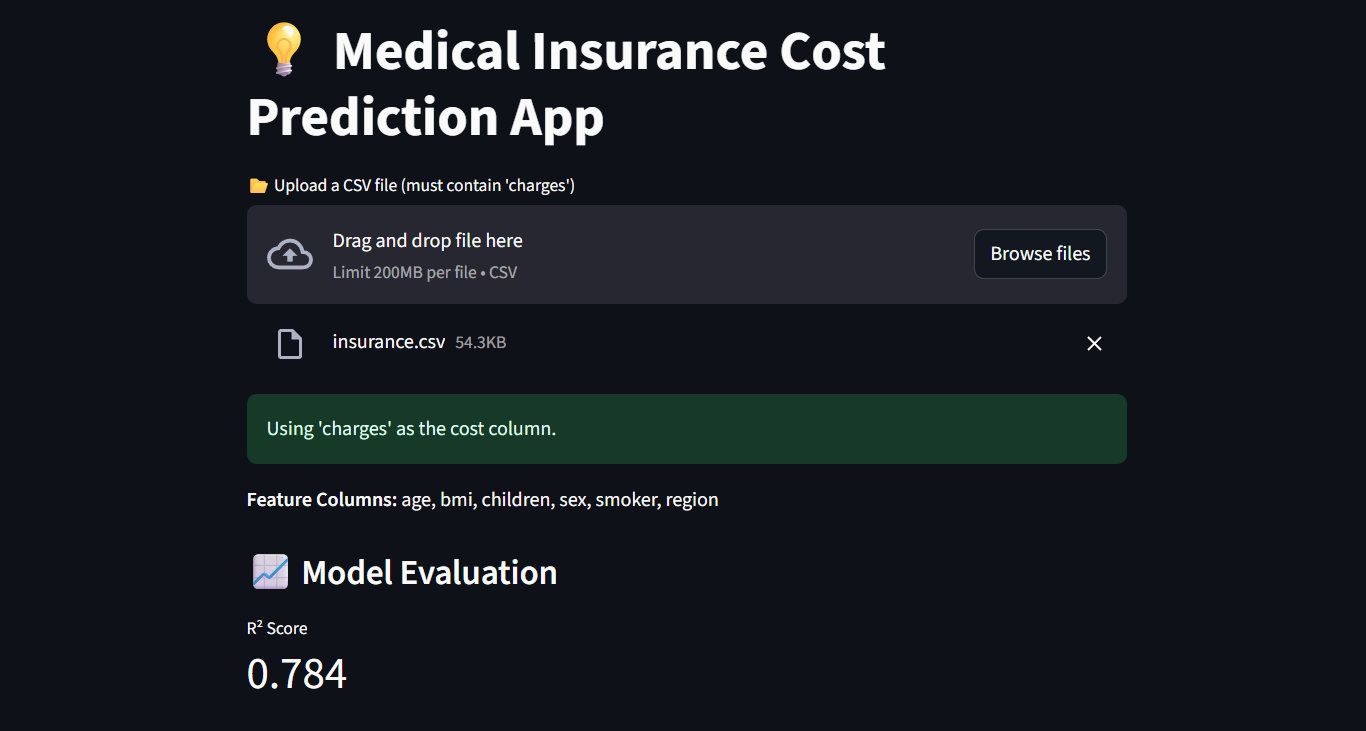 💡 Medical Insurance Cost
Prediction App
📂 Upload a CSV file (must contain 'charges')
Drag and drop file here
Limit 200MB per file • CSV
Browse files
insurance.csv 54.3KB
Using 'charges' as the cost column.
Feature Columns: age, bmi, children, sex, smoker, region
📈 Model Evaluation
R² Score
0.784